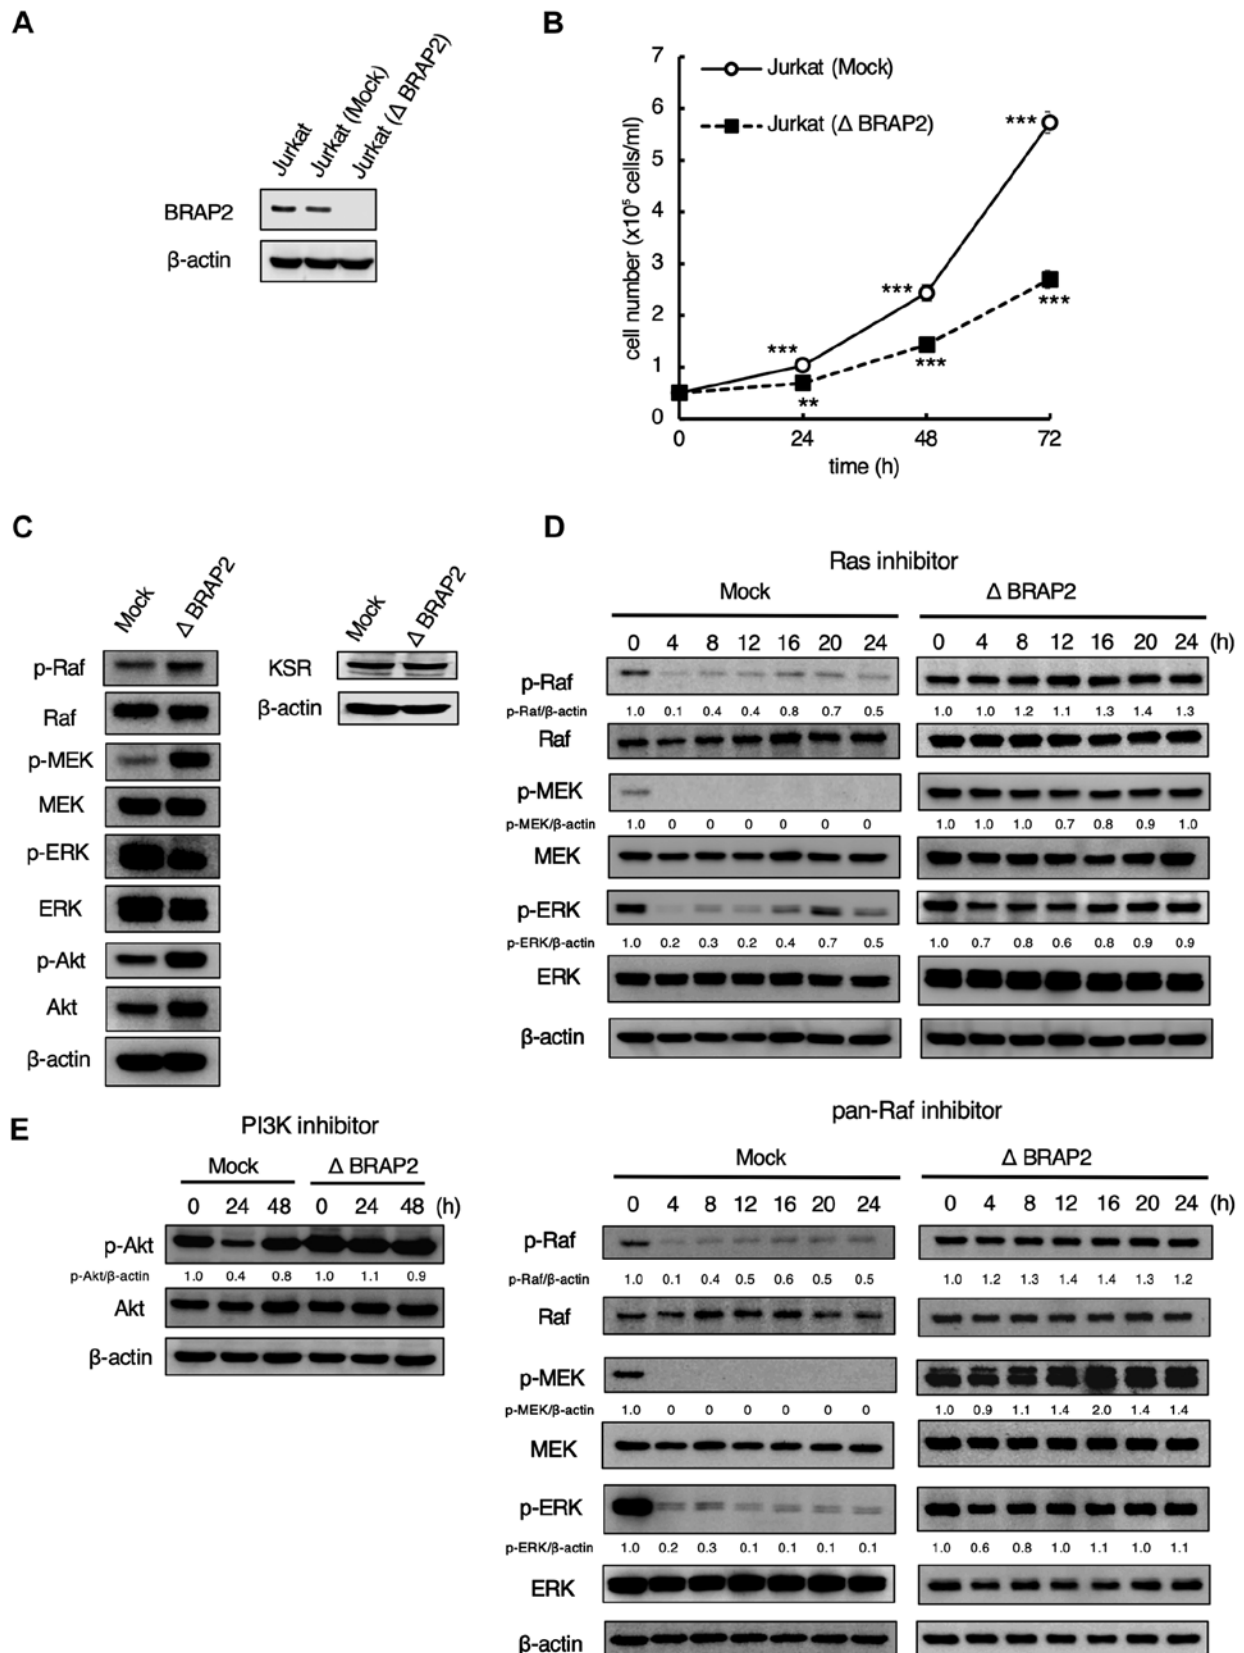 A
Jurkat
Jurkat (Mock)
Jurkat (Δ BRAP2)
BRAP2
β-actin
B
7
6
5
4
3
2
1
0
cell number (x10⁵ cells/ml)
Jurkat (Mock)
Jurkat (Δ BRAP2)
***
***
***
**
***
***
0 24 48 72
time (h)
C
Mock
Δ BRAP2
p-Raf
Raf
p-MEK
MEK
p-ERK
ERK
p-Akt
Akt
β-actin
Mock
Δ BRAP2
KSR
β-actin
D
Ras inhibitor
Mock Δ BRAP2
0 4 8 12 16 20 24 0 4 8 12 16 20 24 (h)
p-Raf
p-Raf/β-actin 1.0 0.1 0.4 0.4 0.8 0.7 0.5 1.0 1.0 1.2 1.1 1.3 1.4 1.3
Raf
p-MEK
p-MEK/β-actin 1.0 0 0 0 0 0 0 1.0 1.0 1.0 0.7 0.8 0.9 1.0
MEK
p-ERK
p-ERK/β-actin 1.0 0.2 0.3 0.2 0.4 0.7 0.5 1.0 0.7 0.8 0.6 0.8 0.9 0.9
ERK
β-actin
pan-Raf inhibitor
Mock Δ BRAP2
0 4 8 12 16 20 24 0 4 8 12 16 20 24 (h)
p-Raf
p-Raf/β-actin 1.0 0.1 0.4 0.5 0.6 0.5 0.5 1.0 1.2 1.3 1.4 1.4 1.3 1.2
Raf
p-MEK
p-MEK/β-actin 1.0 0 0 0 0 0 0 1.0 0.9 1.1 1.4 2.0 1.4 1.4
MEK
p-ERK
p-ERK/β-actin 1.0 0.2 0.3 0.1 0.1 0.1 0.1 1.0 0.6 0.8 1.0 1.1 1.0 1.1
ERK
β-actin
E
PI3K inhibitor
Mock Δ BRAP2
0 24 48 0 24 48 (h)
p-Akt
p-Akt/β-actin 1.0 0.4 0.8 1.0 1.1 0.9
Akt
β-actin